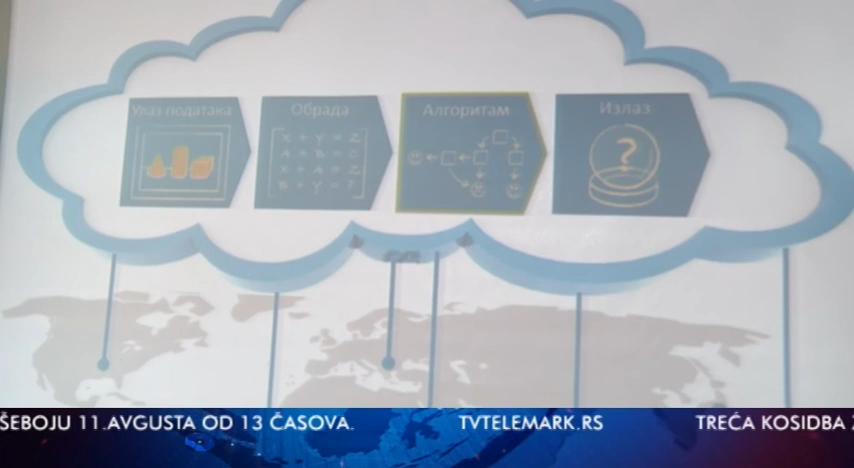 Улаз података
Обрада
Алгоритам
Излаз
X + Y = Z
A + B = C
X + A = Z
B + Y = ?
?
ŠEBOJU 11.AVGUSTA OD 13 ČASOVA. TVTELEMARK.RS TREĆA KOSIDBA